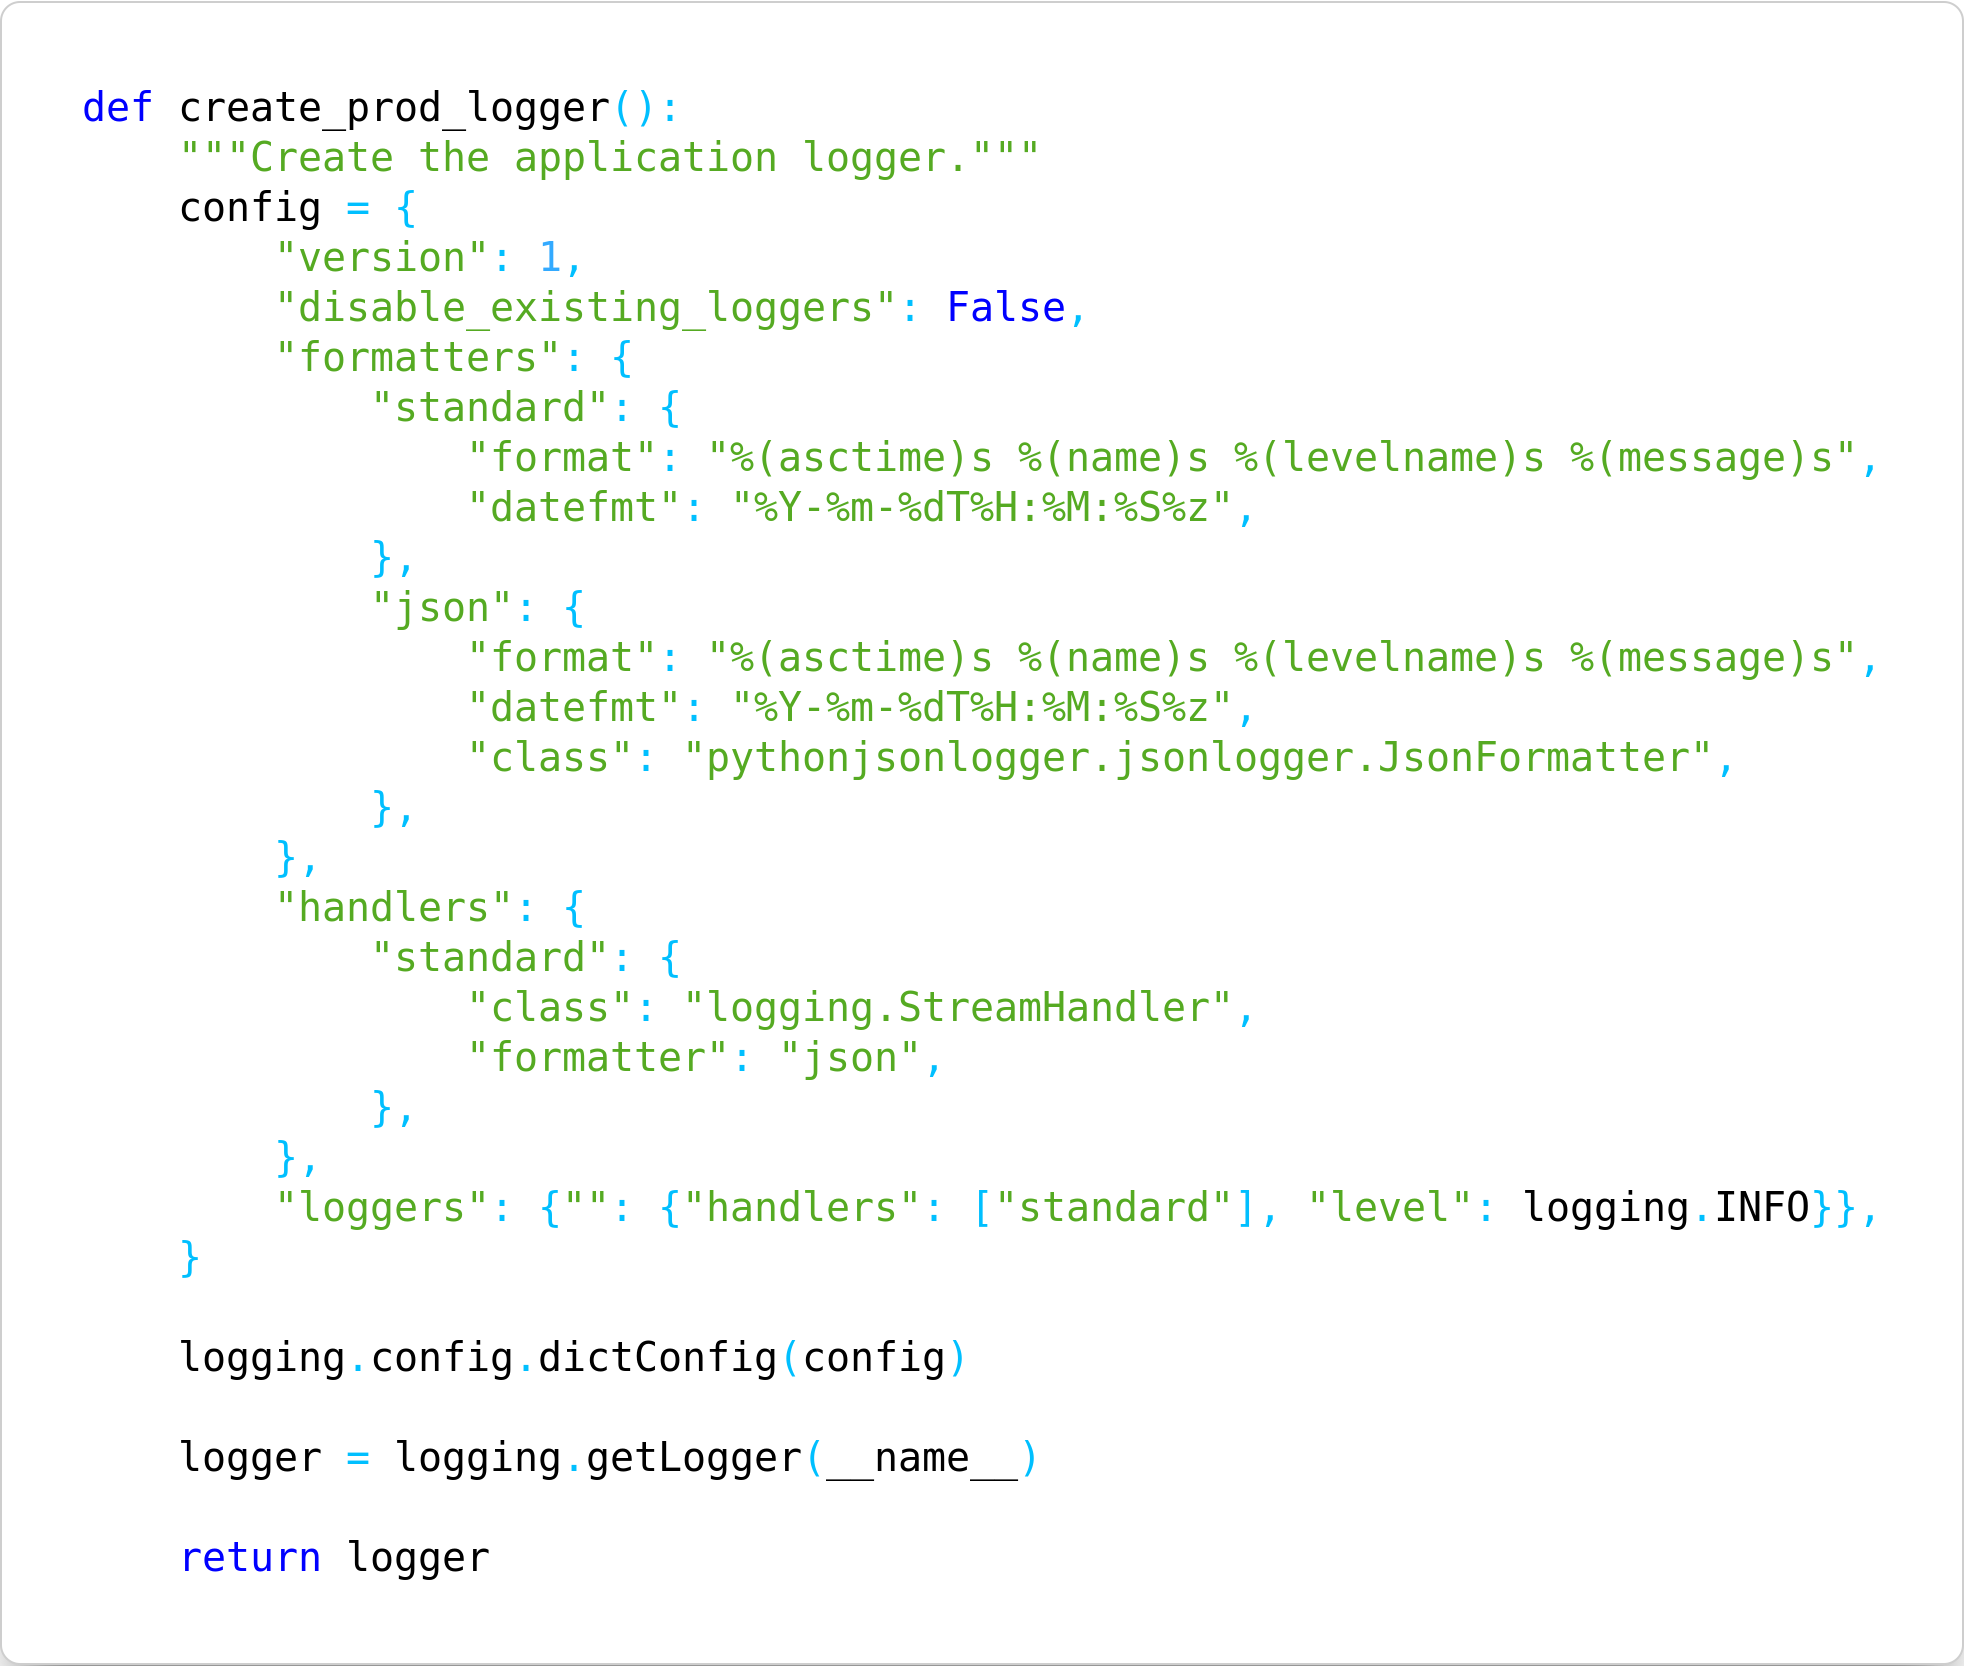 def create_prod_logger():
    """Create the application logger."""
    config = {
        "version": 1,
        "disable_existing_loggers": False,
        "formatters": {
            "standard": {
                "format": "%(asctime)s %(name)s %(levelname)s %(message)s",
                "datefmt": "%Y-%m-%dT%H:%M:%S%z",
            },
            "json": {
                "format": "%(asctime)s %(name)s %(levelname)s %(message)s",
                "datefmt": "%Y-%m-%dT%H:%M:%S%z",
                "class": "pythonjsonlogger.jsonlogger.JsonFormatter",
            },
        },
        "handlers": {
            "standard": {
                "class": "logging.StreamHandler",
                "formatter": "json",
            },
        },
        "loggers": {"": {"handlers": ["standard"], "level": logging.INFO}},
    }

    logging.config.dictConfig(config)

    logger = logging.getLogger(__name__)

    return logger